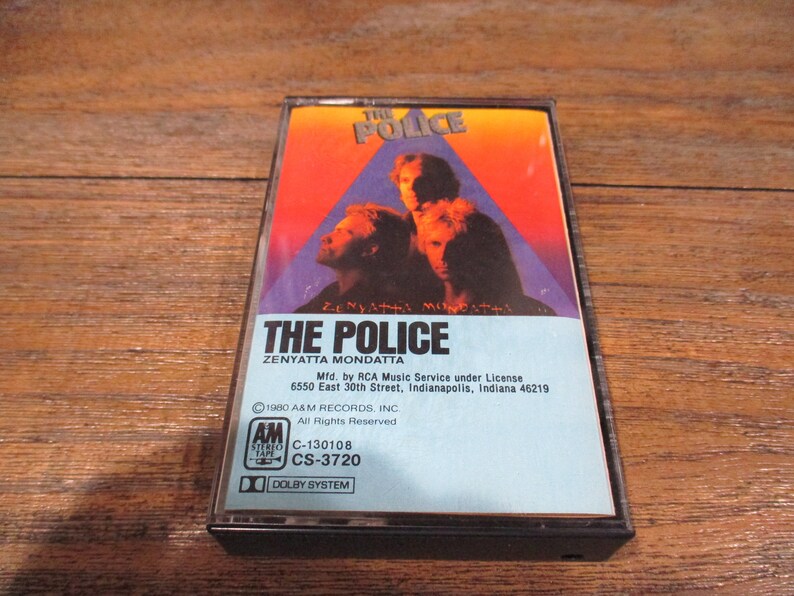 THE
POLICE
ZENYATTA MONDATTA
THE POLICE
ZENYATTA MONDATTA
Mfd. by RCA Music Service under License
6550 East 30th Street, Indianapolis, Indiana 46219
©1980 A&M RECORDS, INC.
All Rights Reserved
A&M
STEREO
TAPE
C-130108
CS-3720
DOLBY SYSTEM